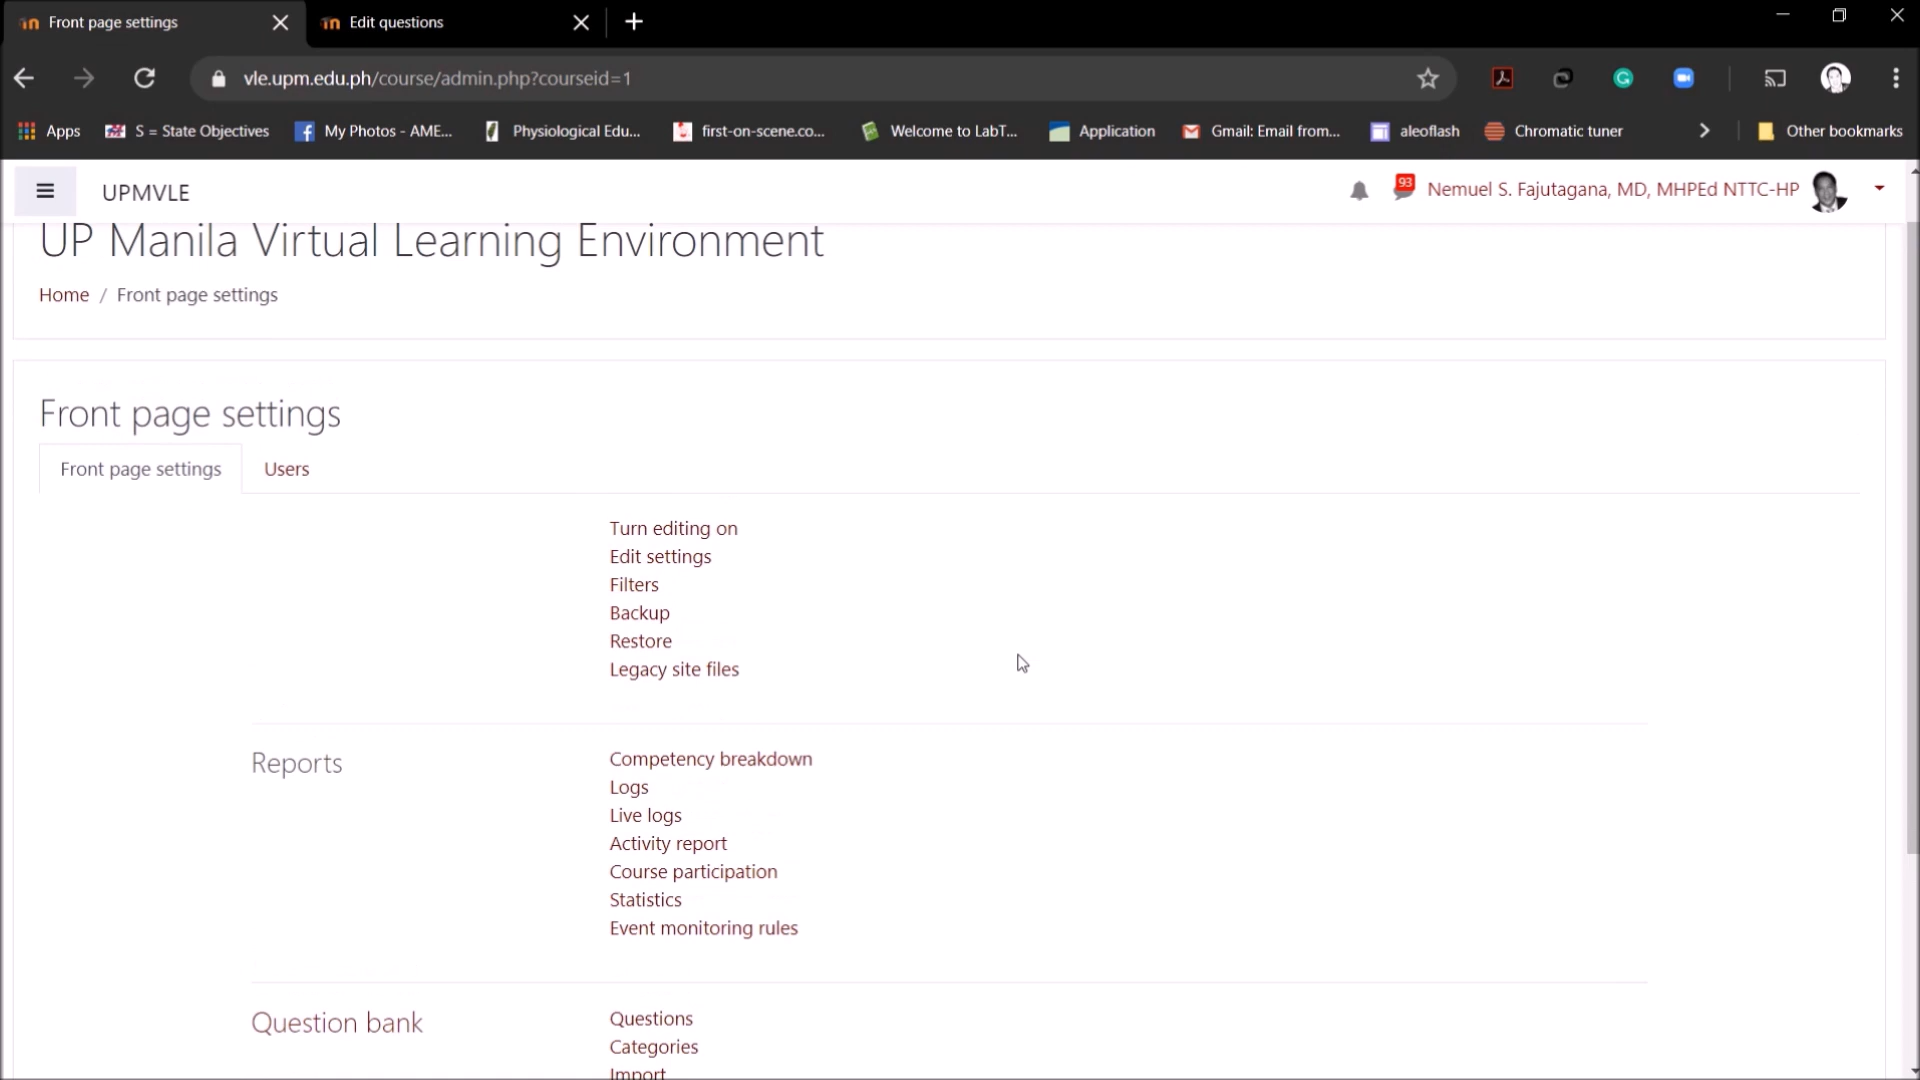 Front page settings
Edit questions
vle.upm.edu.ph/course/admin.php?courseid=1
Apps
S = State Objectives
My Photos - AME...
Physiological Edu...
first-on-scene.co...
Welcome to LabT...
Application
Gmail: Email from...
aleoflash
Chromatic tuner
Other bookmarks
UPMVLE
93
Nemuel S. Fajutagana, MD, MHPEd NTTC-HP
UP Manila Virtual Learning Environment
Home / Front page settings
Front page settings
Front page settings
Users
Turn editing on
Edit settings
Filters
Backup
Restore
Legacy site files
Reports
Competency breakdown
Logs
Live logs
Activity report
Course participation
Statistics
Event monitoring rules
Question bank
Questions
Categories
Import